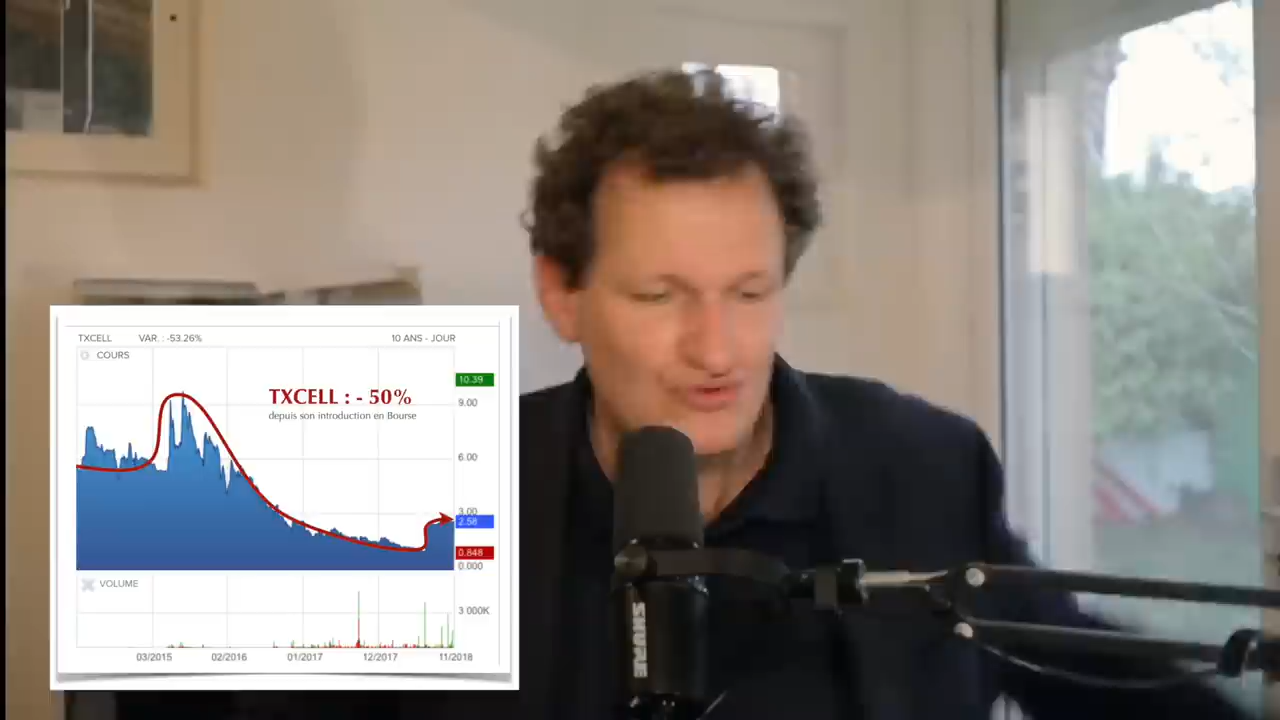 TXCELL VAR. : -53.26% 10 ANS - JOUR
COURS
10.39
TXCELL : - 50%
9.00
depuis son introduction en Bourse
6.00
3.00
2.58
0.848
0.000
VOLUME
3 000K
03/2015 02/2016 01/2017 12/2017 11/2018
SHURE